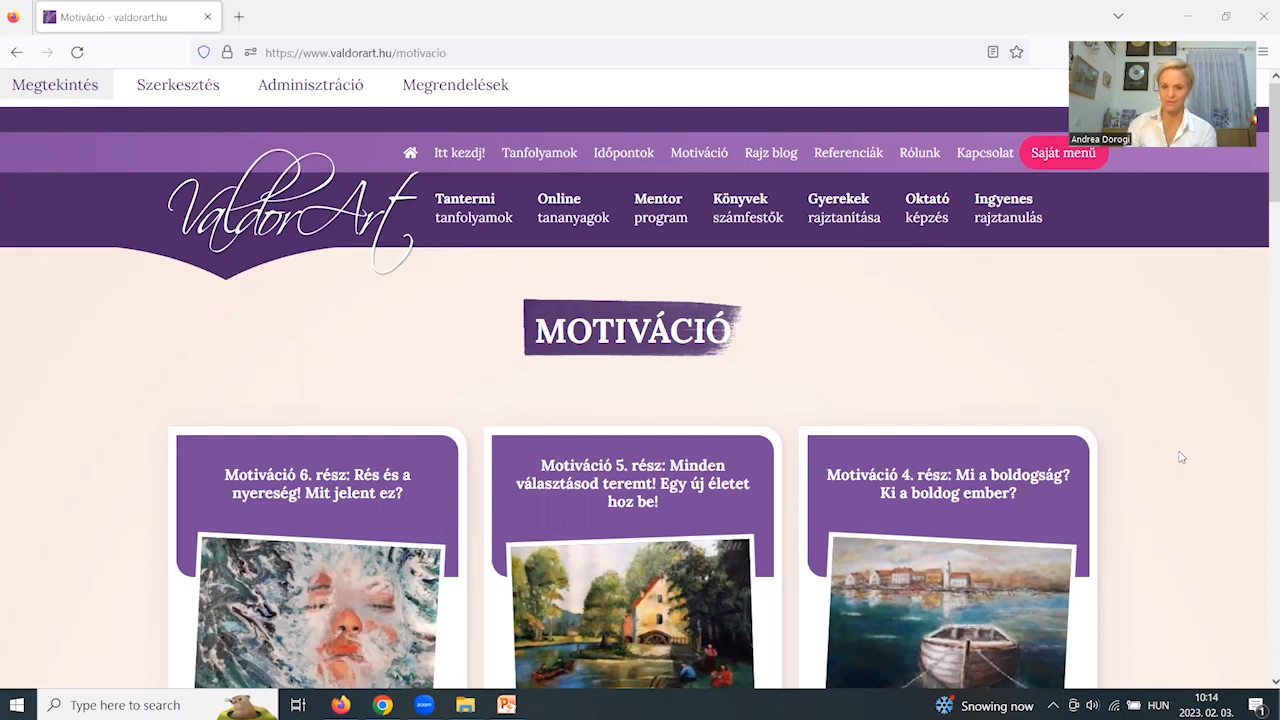 Motiváció - valdorart.hu
https://www.valdorart.hu/motivacio
Megtekintés Szerkesztés Adminisztráció Megrendelések
Andrea Dorogi
Itt kezdj! Tanfolyamok Időpontok Motiváció Rajz blog Referenciák Rólunk Kapcsolat Saját menü
ValdorArt
Tantermi tanfolyamok
Online tananyagok
Mentor program
Könyvek számfestők
Gyerekek rajztanítása
Oktató képzés
Ingyenes rajztanulás
MOTIVÁCIÓ
Motiváció 6. rész: Rés és a
nyereség! Mit jelent ez?
Motiváció 5. rész: Minden
választásod teremt! Egy új életet
hoz be!
Motiváció 4. rész: Mi a boldogság?
Ki a boldog ember?
Type here to search
zoom
Snowing now
HUN
10:14
2023. 02. 03.
1